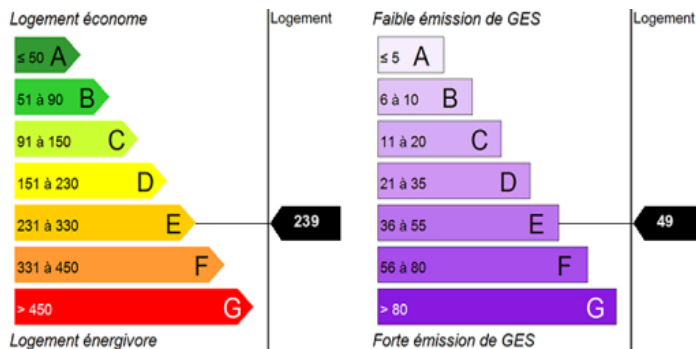 Logement économe
Logement
≤ 50 A
51 à 90 B
91 à 150 C
151 à 230 D
231 à 330 E
239
331 à 450 F
> 450 G
Logement énergivore
Faible émission de GES
Logement
≤ 5 A
6 à 10 B
11 à 20 C
21 à 35 D
36 à 55 E
49
56 à 80 F
> 80 G
Forte émission de GES